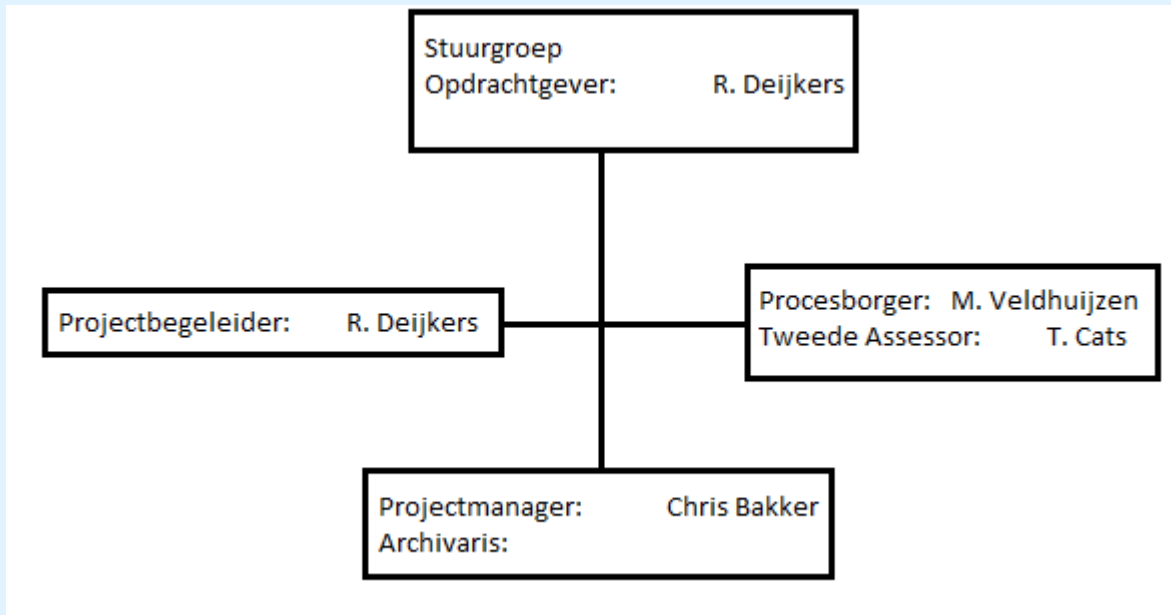 Stuurgroep
Opdrachtgever: R. Deijkers
Projectbegeleider: R. Deijkers
Procesborger: M. Veldhuijzen
Tweede Assessor: T. Cats
Projectmanager: Chris Bakker
Archivaris: